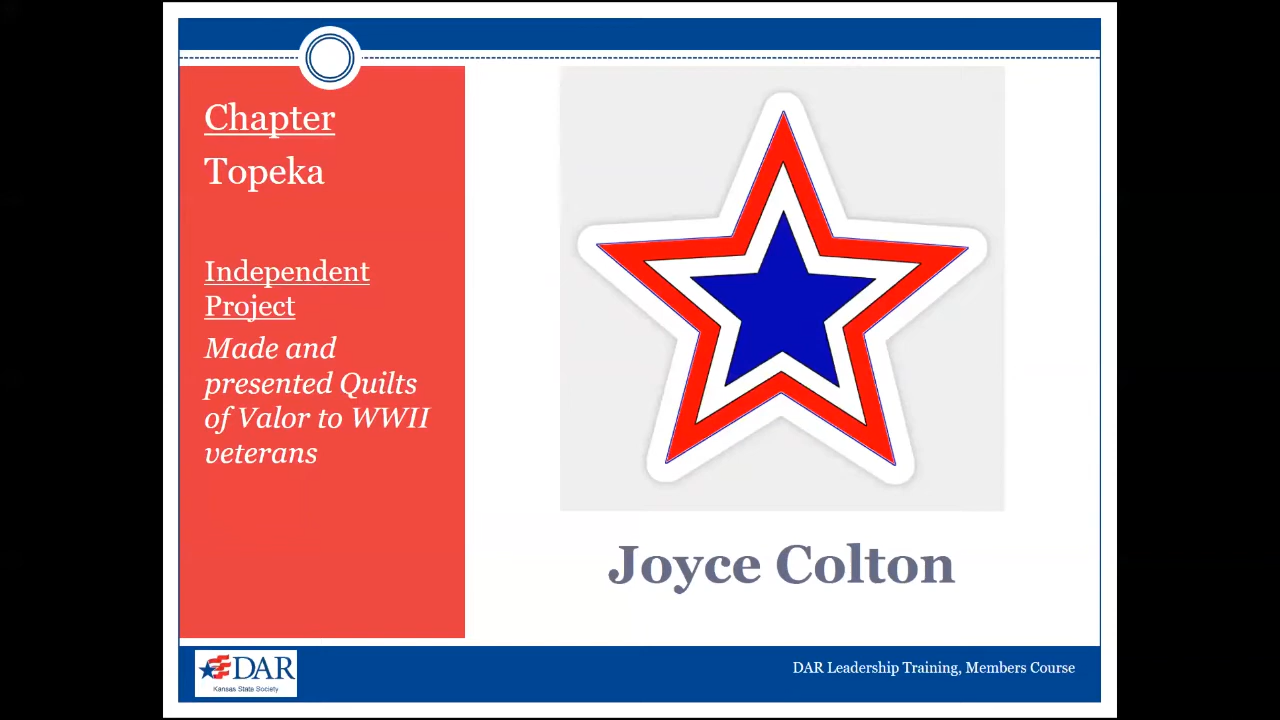 Chapter
Topeka
Independent
Project
Made and
presented Quilts
of Valor to WWII
veterans
Joyce Colton
DAR
Kansas State Society
DAR Leadership Training, Members Course